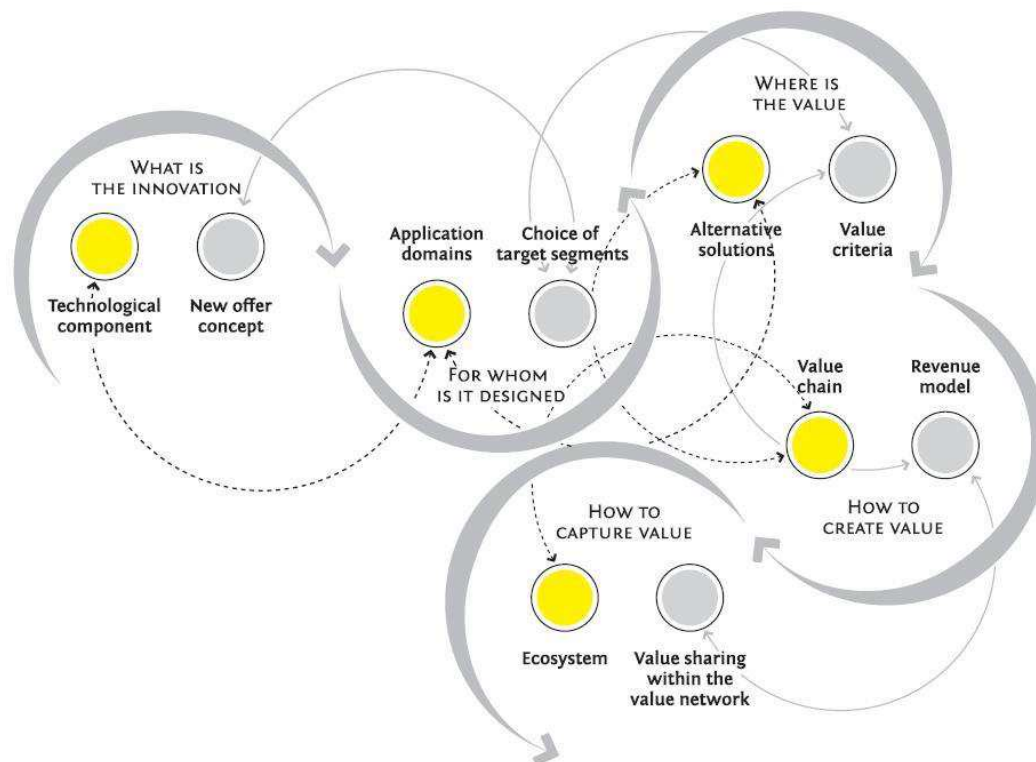 WHAT IS
THE INNOVATION
Technological
component
New offer
concept
Application
domains
Choice of
target segments
FOR WHOM
IS IT DESIGNED
WHERE IS
THE VALUE
Alternative
solutions
Value
criteria
Value
chain
Revenue
model
HOW TO
CREATE VALUE
HOW TO
CAPTURE VALUE
Ecosystem
Value sharing
within the
value network